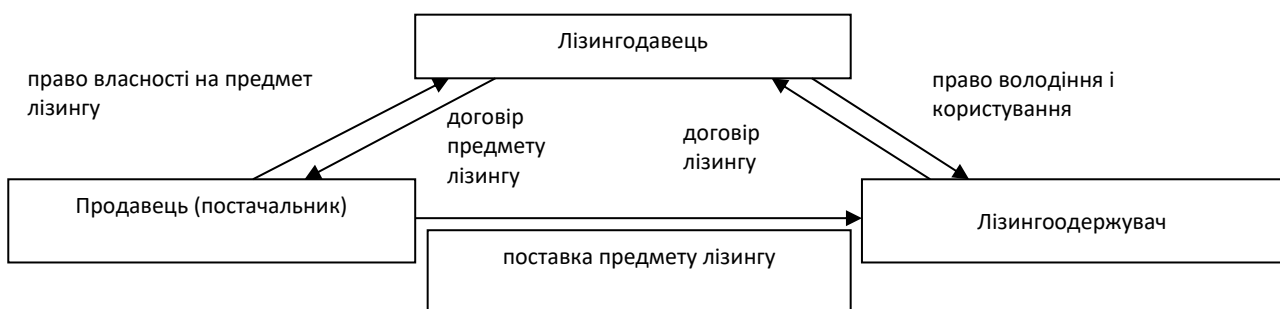 Лізингодавець
право власності на предмет
лізингу
право володіння і
користування
договір
предмету
лізингу
договір
лізингу
Продавець (постачальник)
Лізингоодержувач
поставка предмету лізингу